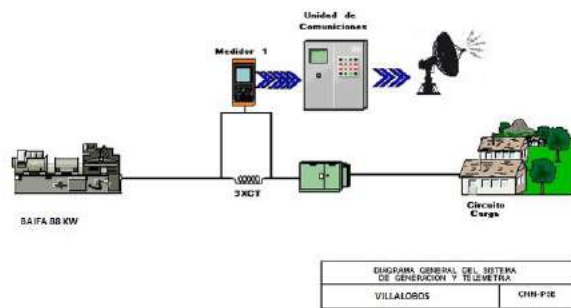 Unidad de
Comuniciones
Medidor 1
3XCT
BAIFA 88 KW
Circuito
Carga
DIAGRAMA GENERAL DEL SISTEMA
DE GENERACION Y TELEMETRIA
VILLALOBOS
CNN-PSE